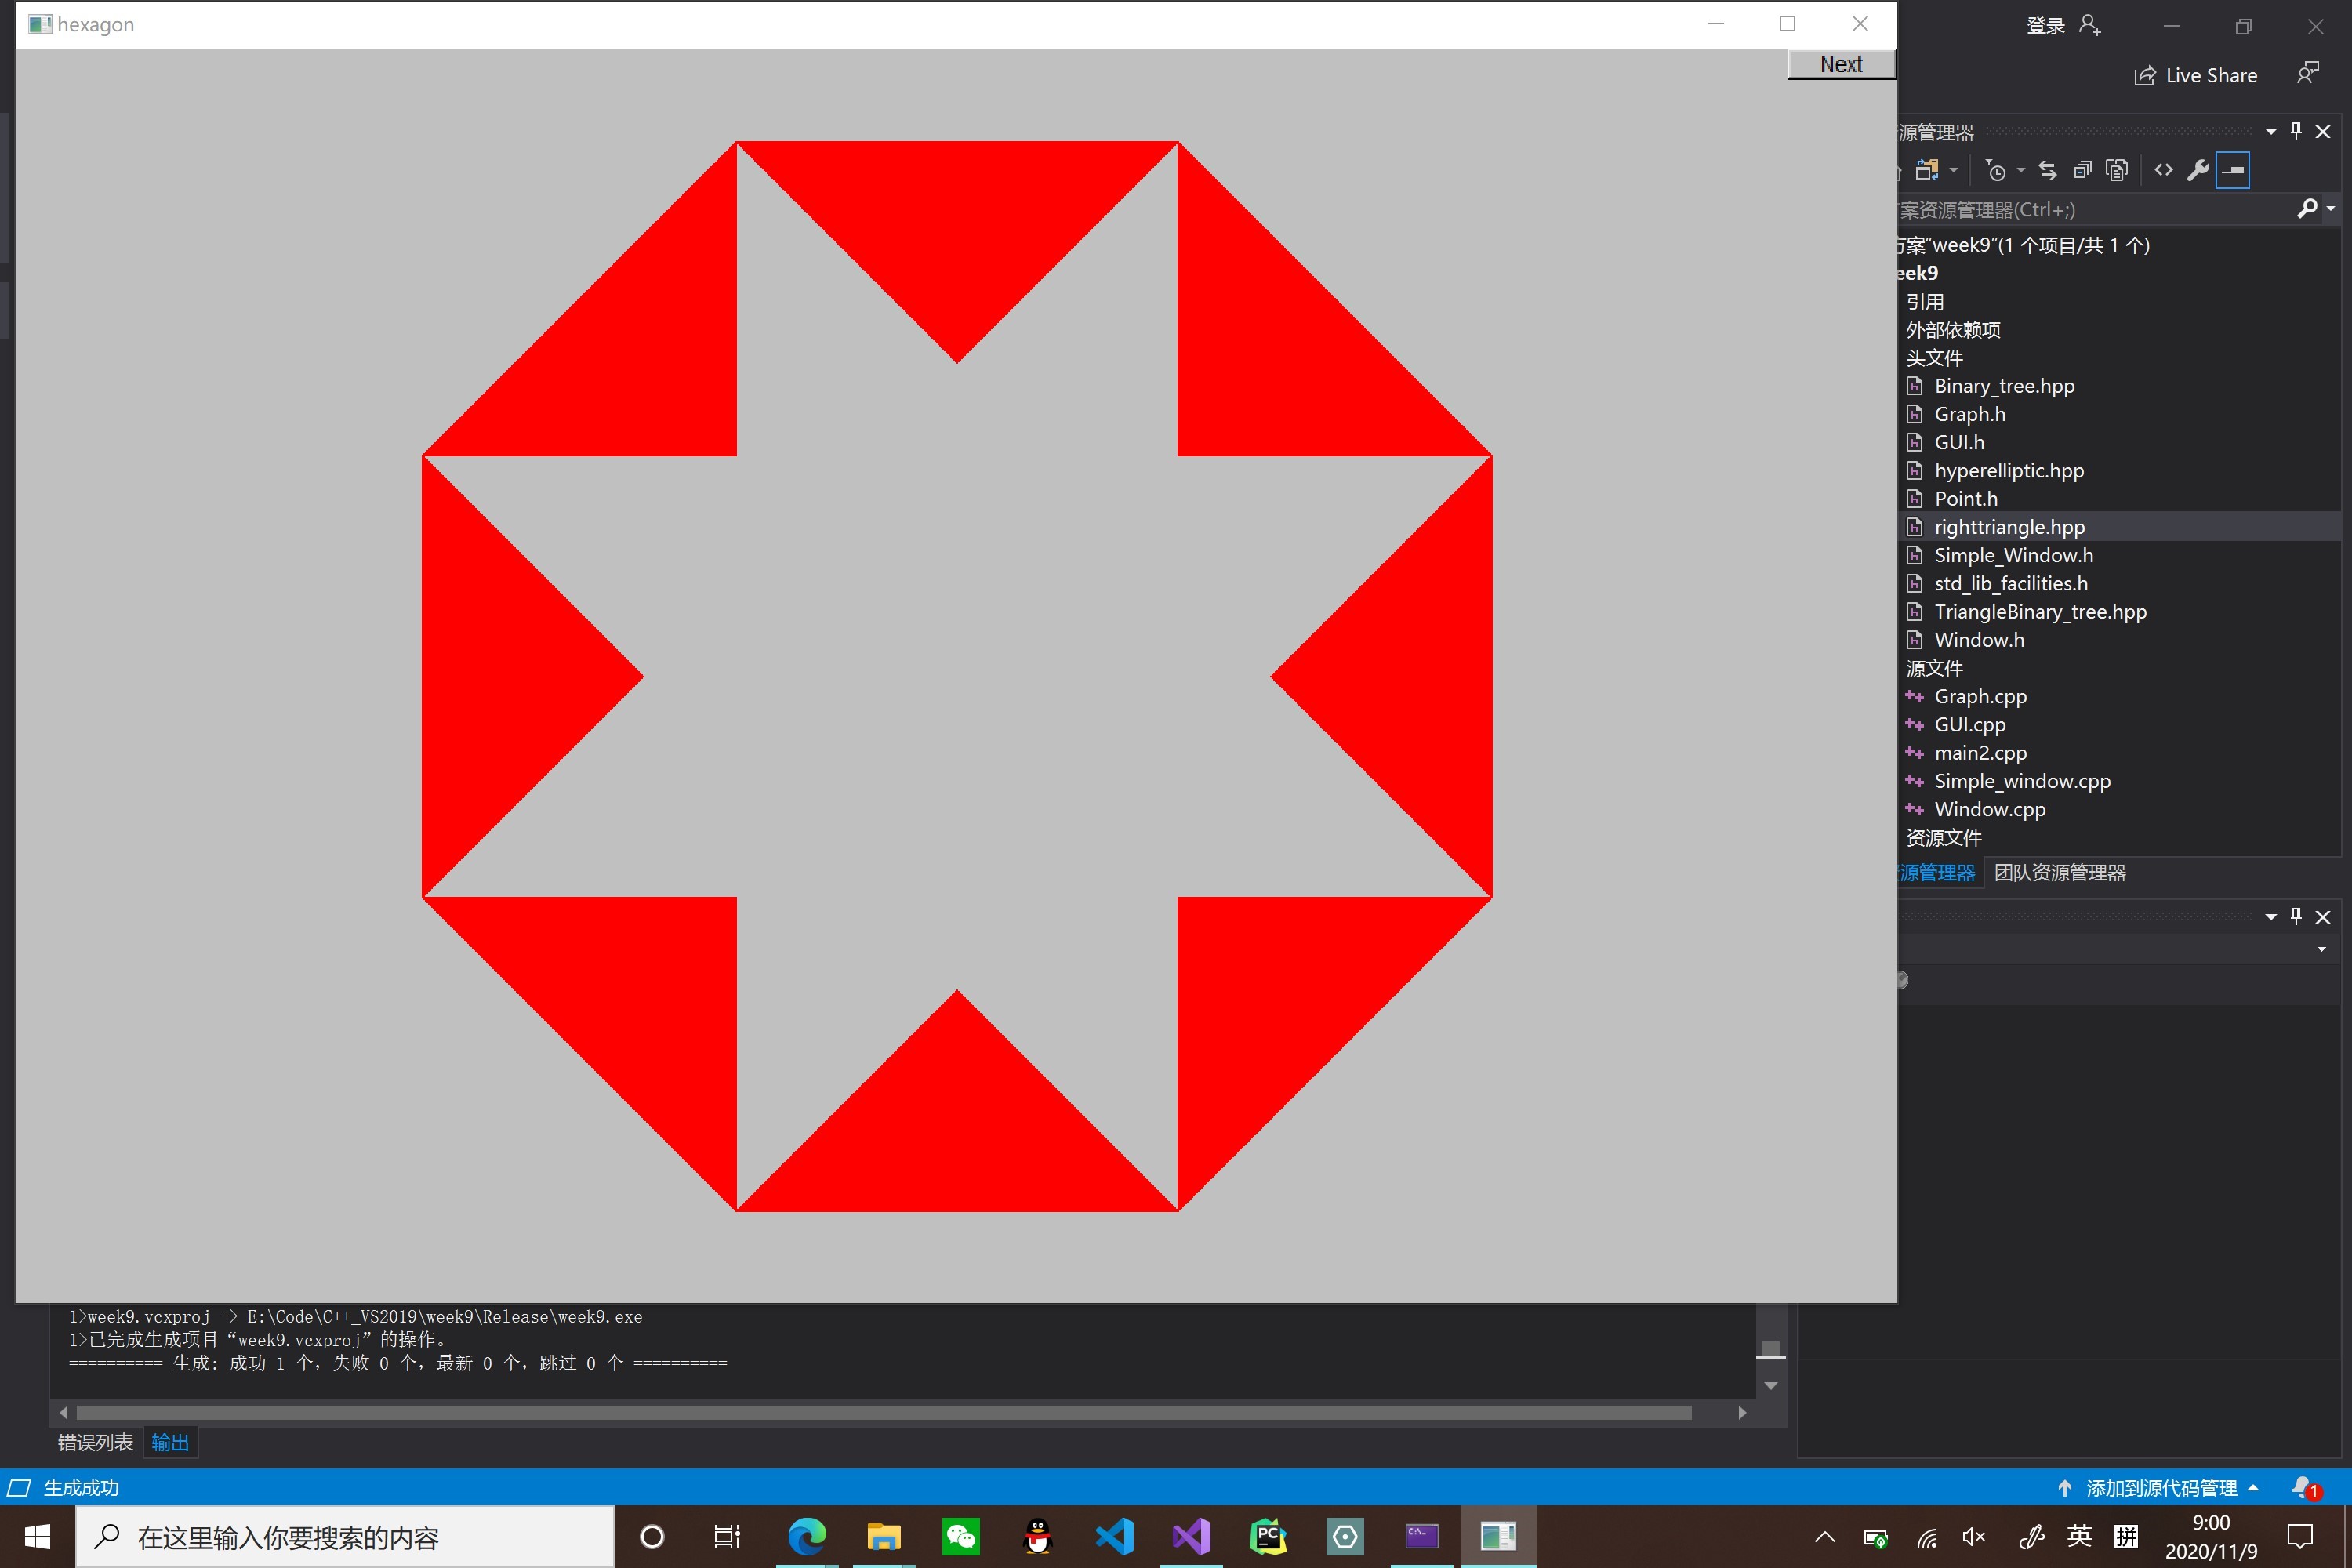 hexagon
登录
Next
Live Share
源管理器
案资源管理器(Ctrl+;)
方案“week9”(1 个项目/共 1 个)
eek9
引用
外部依赖项
头文件
Binary_tree.hpp
Graph.h
GUI.h
hyperelliptic.hpp
Point.h
righttriangle.hpp
Simple_Window.h
std_lib_facilities.h
TriangleBinary_tree.hpp
Window.h
源文件
Graph.cpp
GUI.cpp
main2.cpp
Simple_window.cpp
Window.cpp
资源文件
源管理器 团队资源管理器
1>week9.vcxproj -> E:\Code\C++_VS2019\week9\Release\week9.exe
1>已完成生成项目“week9.vcxproj”的操作。
========== 生成: 成功 1 个，失败 0 个，最新 0 个，跳过 0 个 ==========
错误列表 输出
生成成功
添加到源代码管理
1
在这里输入你要搜索的内容
PC
C:\_
英
拼
9:00
2020/11/9